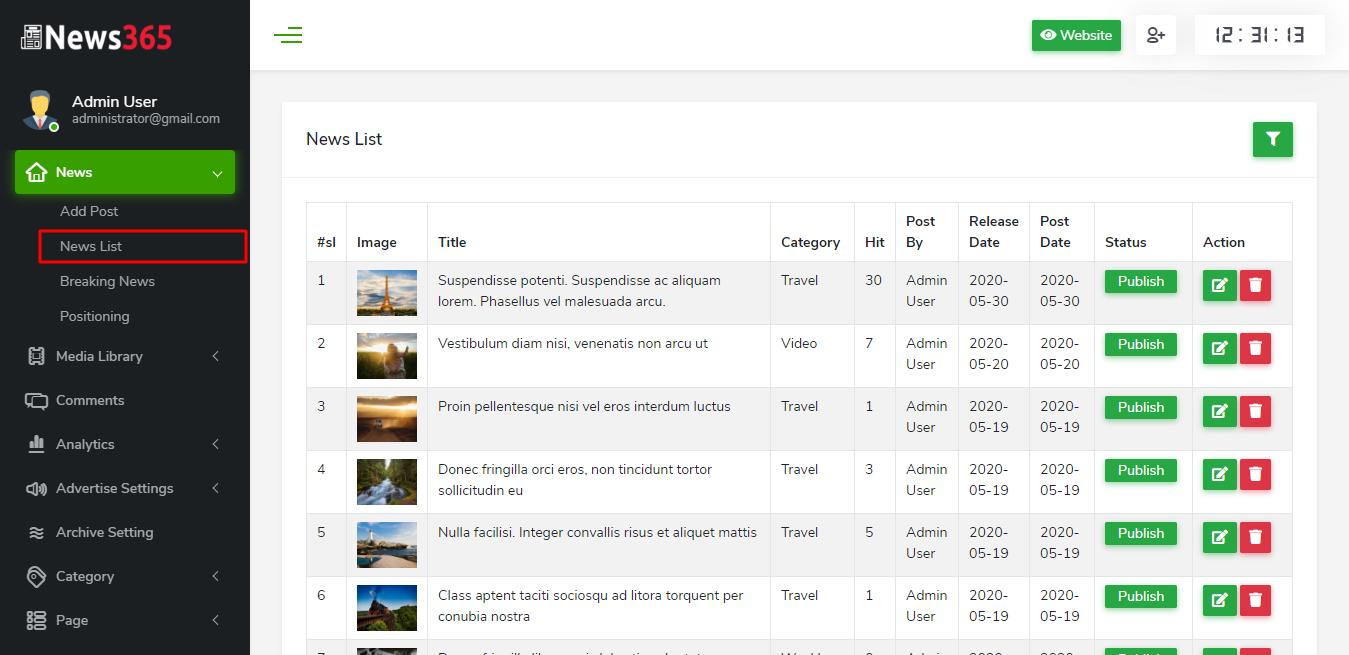 News365
Website
12:31:13
Admin User
administrator@gmail.com
News
Add Post
News List
Breaking News
Positioning
Media Library
Comments
Analytics
Advertise Settings
Archive Setting
Category
Page
News List
#sl Image Title Category Hit Post By Release Date Post Date Status Action
1 Suspendisse potenti. Suspendisse ac aliquam Travel 30 Admin 2020- 2020- Publish
lorem. Phasellus vel malesuada arcu. User 05-30 05-30
2 Vestibulum diam nisi, venenatis non arcu ut Video 7 Admin 2020- 2020- Publish
User 05-20 05-20
3 Proin pellentesque nisi vel eros interdum luctus Travel 1 Admin 2020- 2020- Publish
User 05-19 05-19
4 Donec fringilla orci eros, non tincidunt tortor Travel 3 Admin 2020- 2020- Publish
sollicitudin eu User 05-19 05-19
5 Nulla facilisi. Integer convallis risus et aliquet mattis Travel 5 Admin 2020- 2020- Publish
User 05-19 05-19
6 Class aptent taciti sociosqu ad litora torquent per Travel 1 Admin 2020- 2020- Publish
conubia nostra User 05-19 05-19